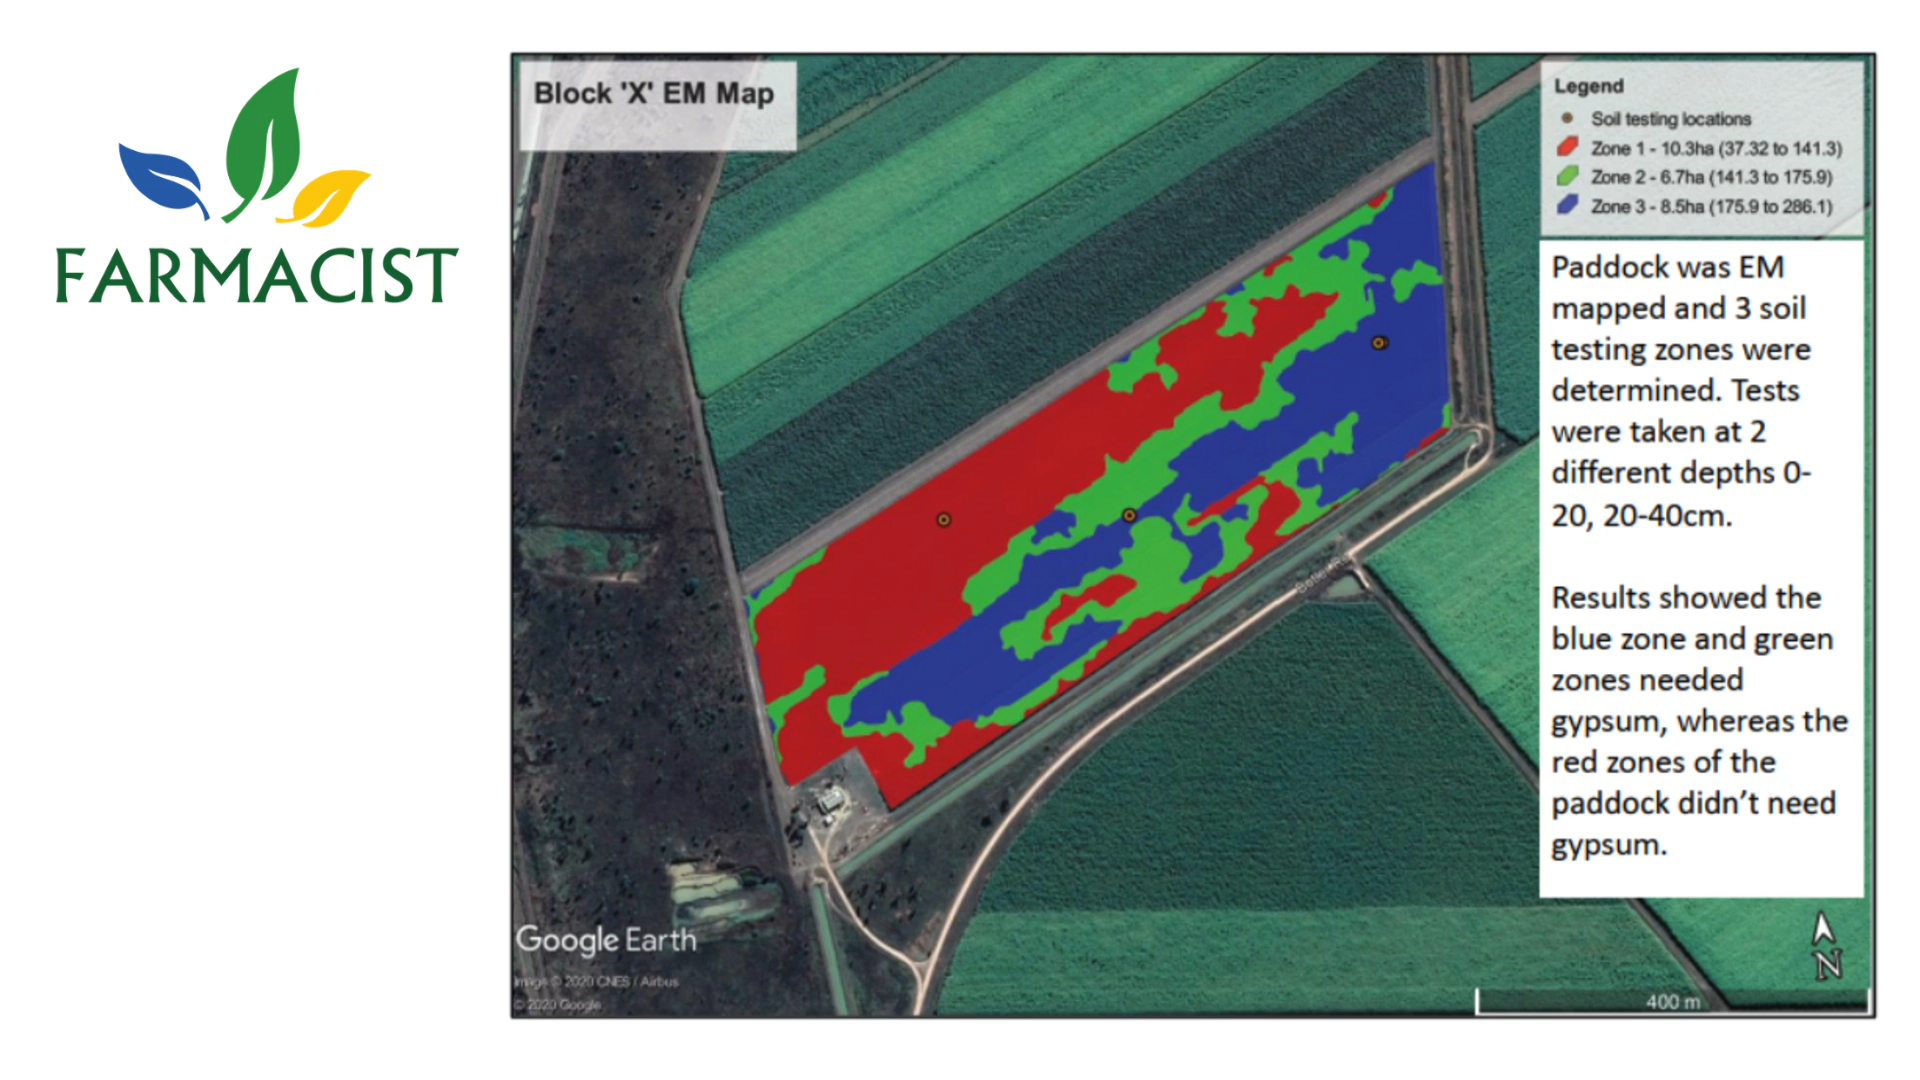 FARMACIST
Block 'X' EM Map
Legend
Soil testing locations
Zone 1 - 10.3ha (37.32 to 141.3)
Zone 2 - 6.7ha (141.3 to 175.9)
Zone 3 - 8.5ha (175.9 to 286.1)
Paddock was EM
mapped and 3 soil
testing zones were
determined. Tests
were taken at 2
different depths 0-
20, 20-40cm.
Results showed the
blue zone and green
zones needed
gypsum, whereas the
red zones of the
paddock didn’t need
gypsum.
Google Earth
Image © 2020 CNES / Airbus
© 2020 Google
N
400 m